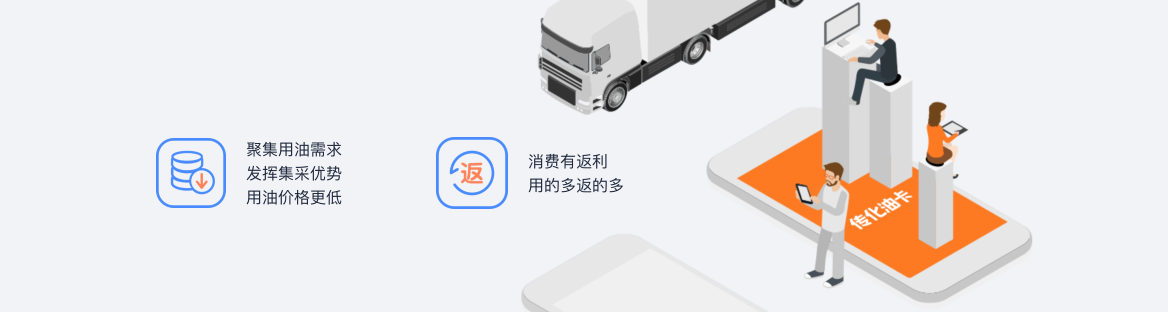 聚集用油需求
发挥集采优势
用油价格更低
返
消费有返利
用的多返的多
传化油卡